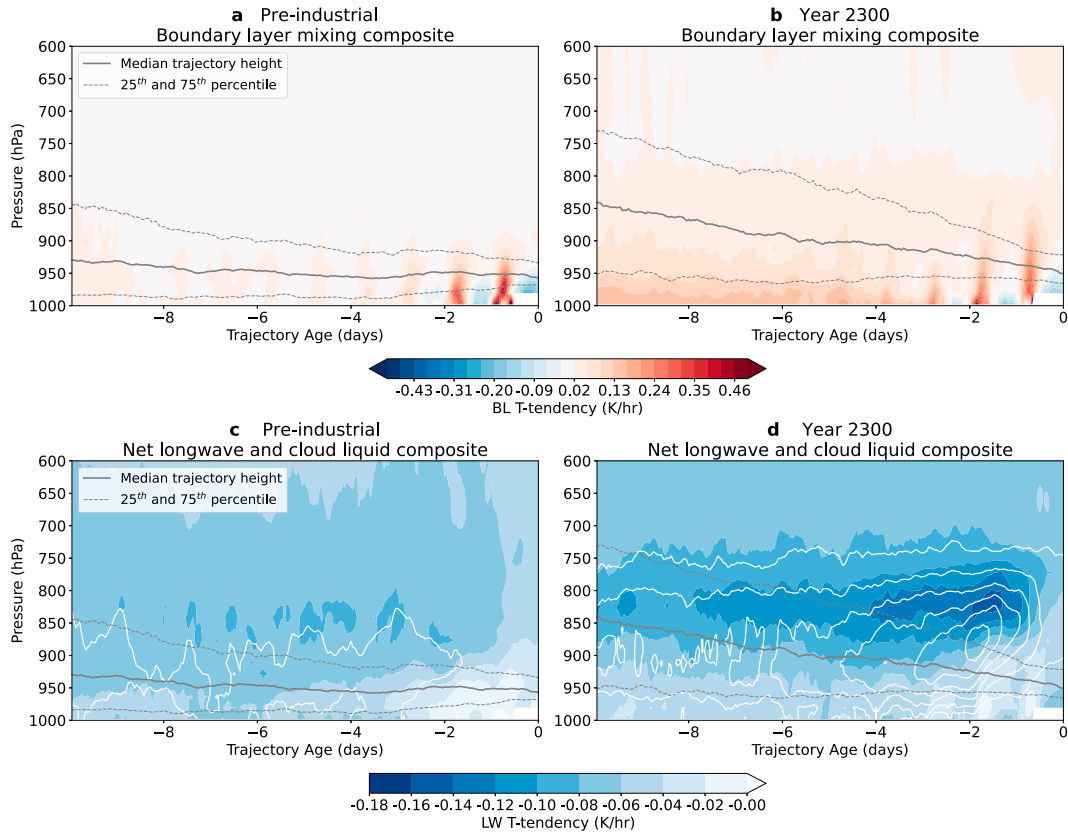 a Pre-industrial
Boundary layer mixing composite
b Year 2300
Boundary layer mixing composite
Median trajectory height
25th and 75th percentile
Pressure (hPa)
600
650
700
750
800
850
900
950
1000
600
650
700
750
800
850
900
950
1000
−8
−6
−4
−2
0
−8
−6
−4
−2
0
Trajectory Age (days)
Trajectory Age (days)
-0.43 -0.31 -0.20 -0.09 0.02 0.13 0.24 0.35 0.46
BL T-tendency (K/hr)
c Pre-industrial
Net longwave and cloud liquid composite
d Year 2300
Net longwave and cloud liquid composite
Median trajectory height
25th and 75th percentile
Pressure (hPa)
600
650
700
750
800
850
900
950
1000
600
650
700
750
800
850
900
950
1000
−8
−6
−4
−2
0
−8
−6
−4
−2
0
Trajectory Age (days)
Trajectory Age (days)
-0.18 -0.16 -0.14 -0.12 -0.10 -0.08 -0.06 -0.04 -0.02 -0.00
LW T-tendency (K/hr)